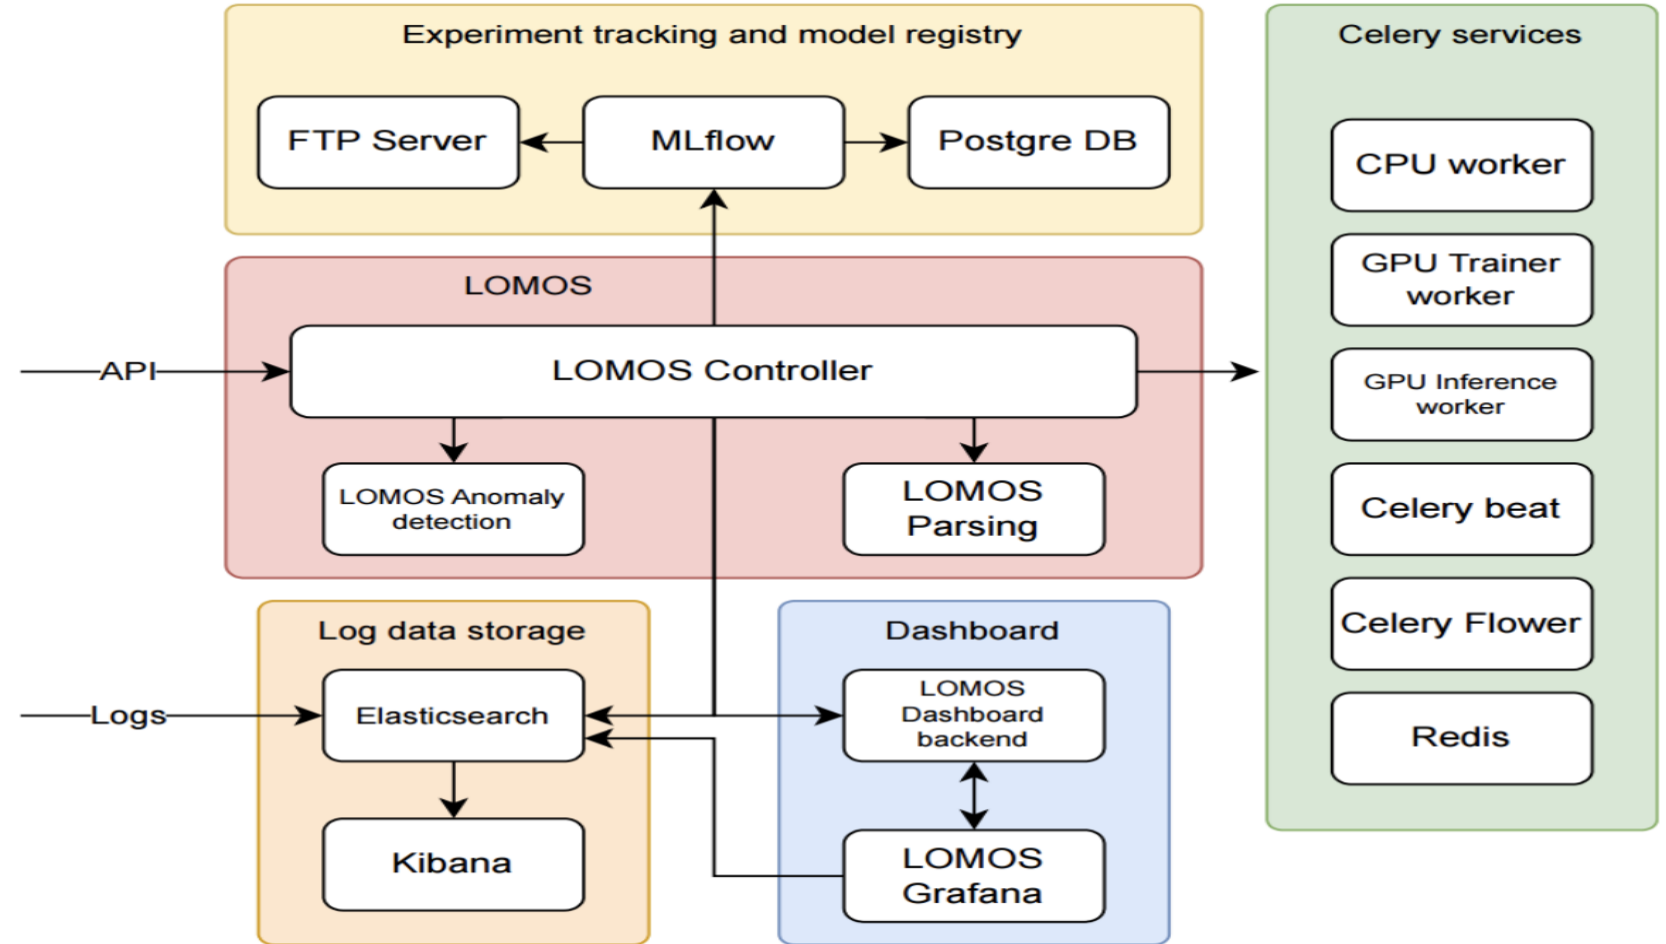 Experiment tracking and model registry
FTP Server
MLflow
Postgre DB
LOMOS
API
LOMOS Controller
LOMOS Anomaly
detection
LOMOS
Parsing
Log data storage
Logs
Elasticsearch
Kibana
Dashboard
LOMOS
Dashboard
backend
LOMOS
Grafana
Celery services
CPU worker
GPU Trainer
worker
GPU Inference
worker
Celery beat
Celery Flower
Redis